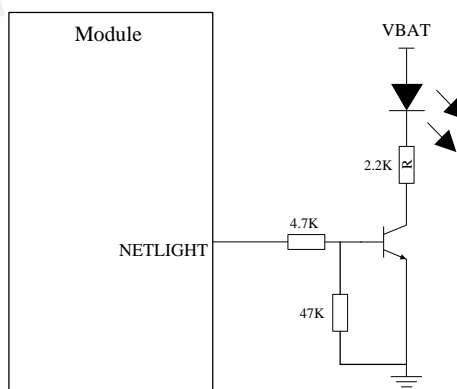 Module
VBAT
2.2K
R
4.7K
NETLIGHT
47K